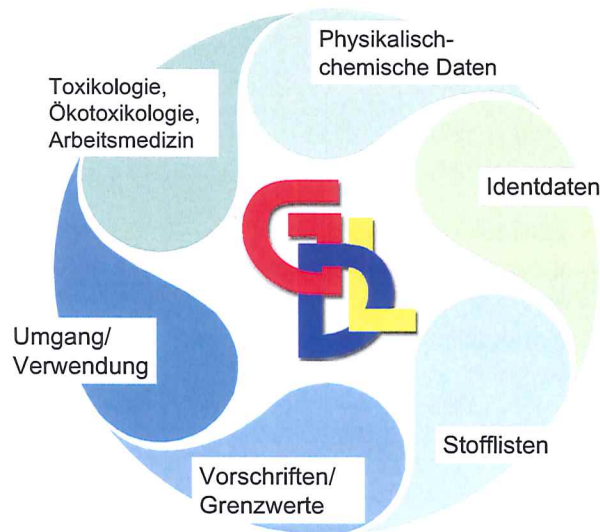 Physikalisch-
chemische Daten
Identdaten
Stofflisten
Vorschriften/
Grenzwerte
Umgang/
Verwendung
Toxikologie,
Ökotoxikologie,
Arbeitsmedizin
GDL